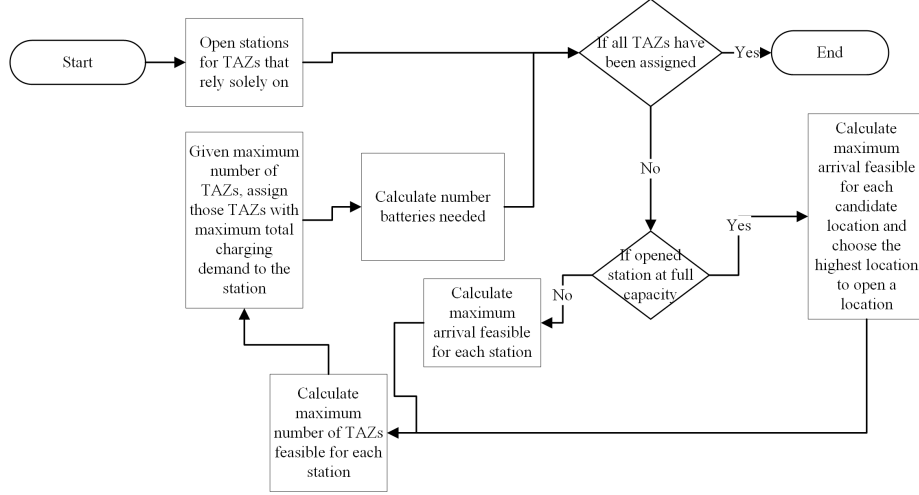 Start
Open stations
for TAZs that
rely solely on
If all TAZs have
been assigned
Yes
End
Given maximum
number of
TAZs, assign
those TAZs with
maximum total
charging
demand to the
station
Calculate number
batteries needed
No
Calculate
maximum
arrival feasible
for each
candidate
location and
choose the
highest location
to open a
location
Yes
If opened
station at full
capacity
No
Calculate
maximum
arrival feasible
for each station
Calculate
maximum
number of TAZs
feasible for each
station